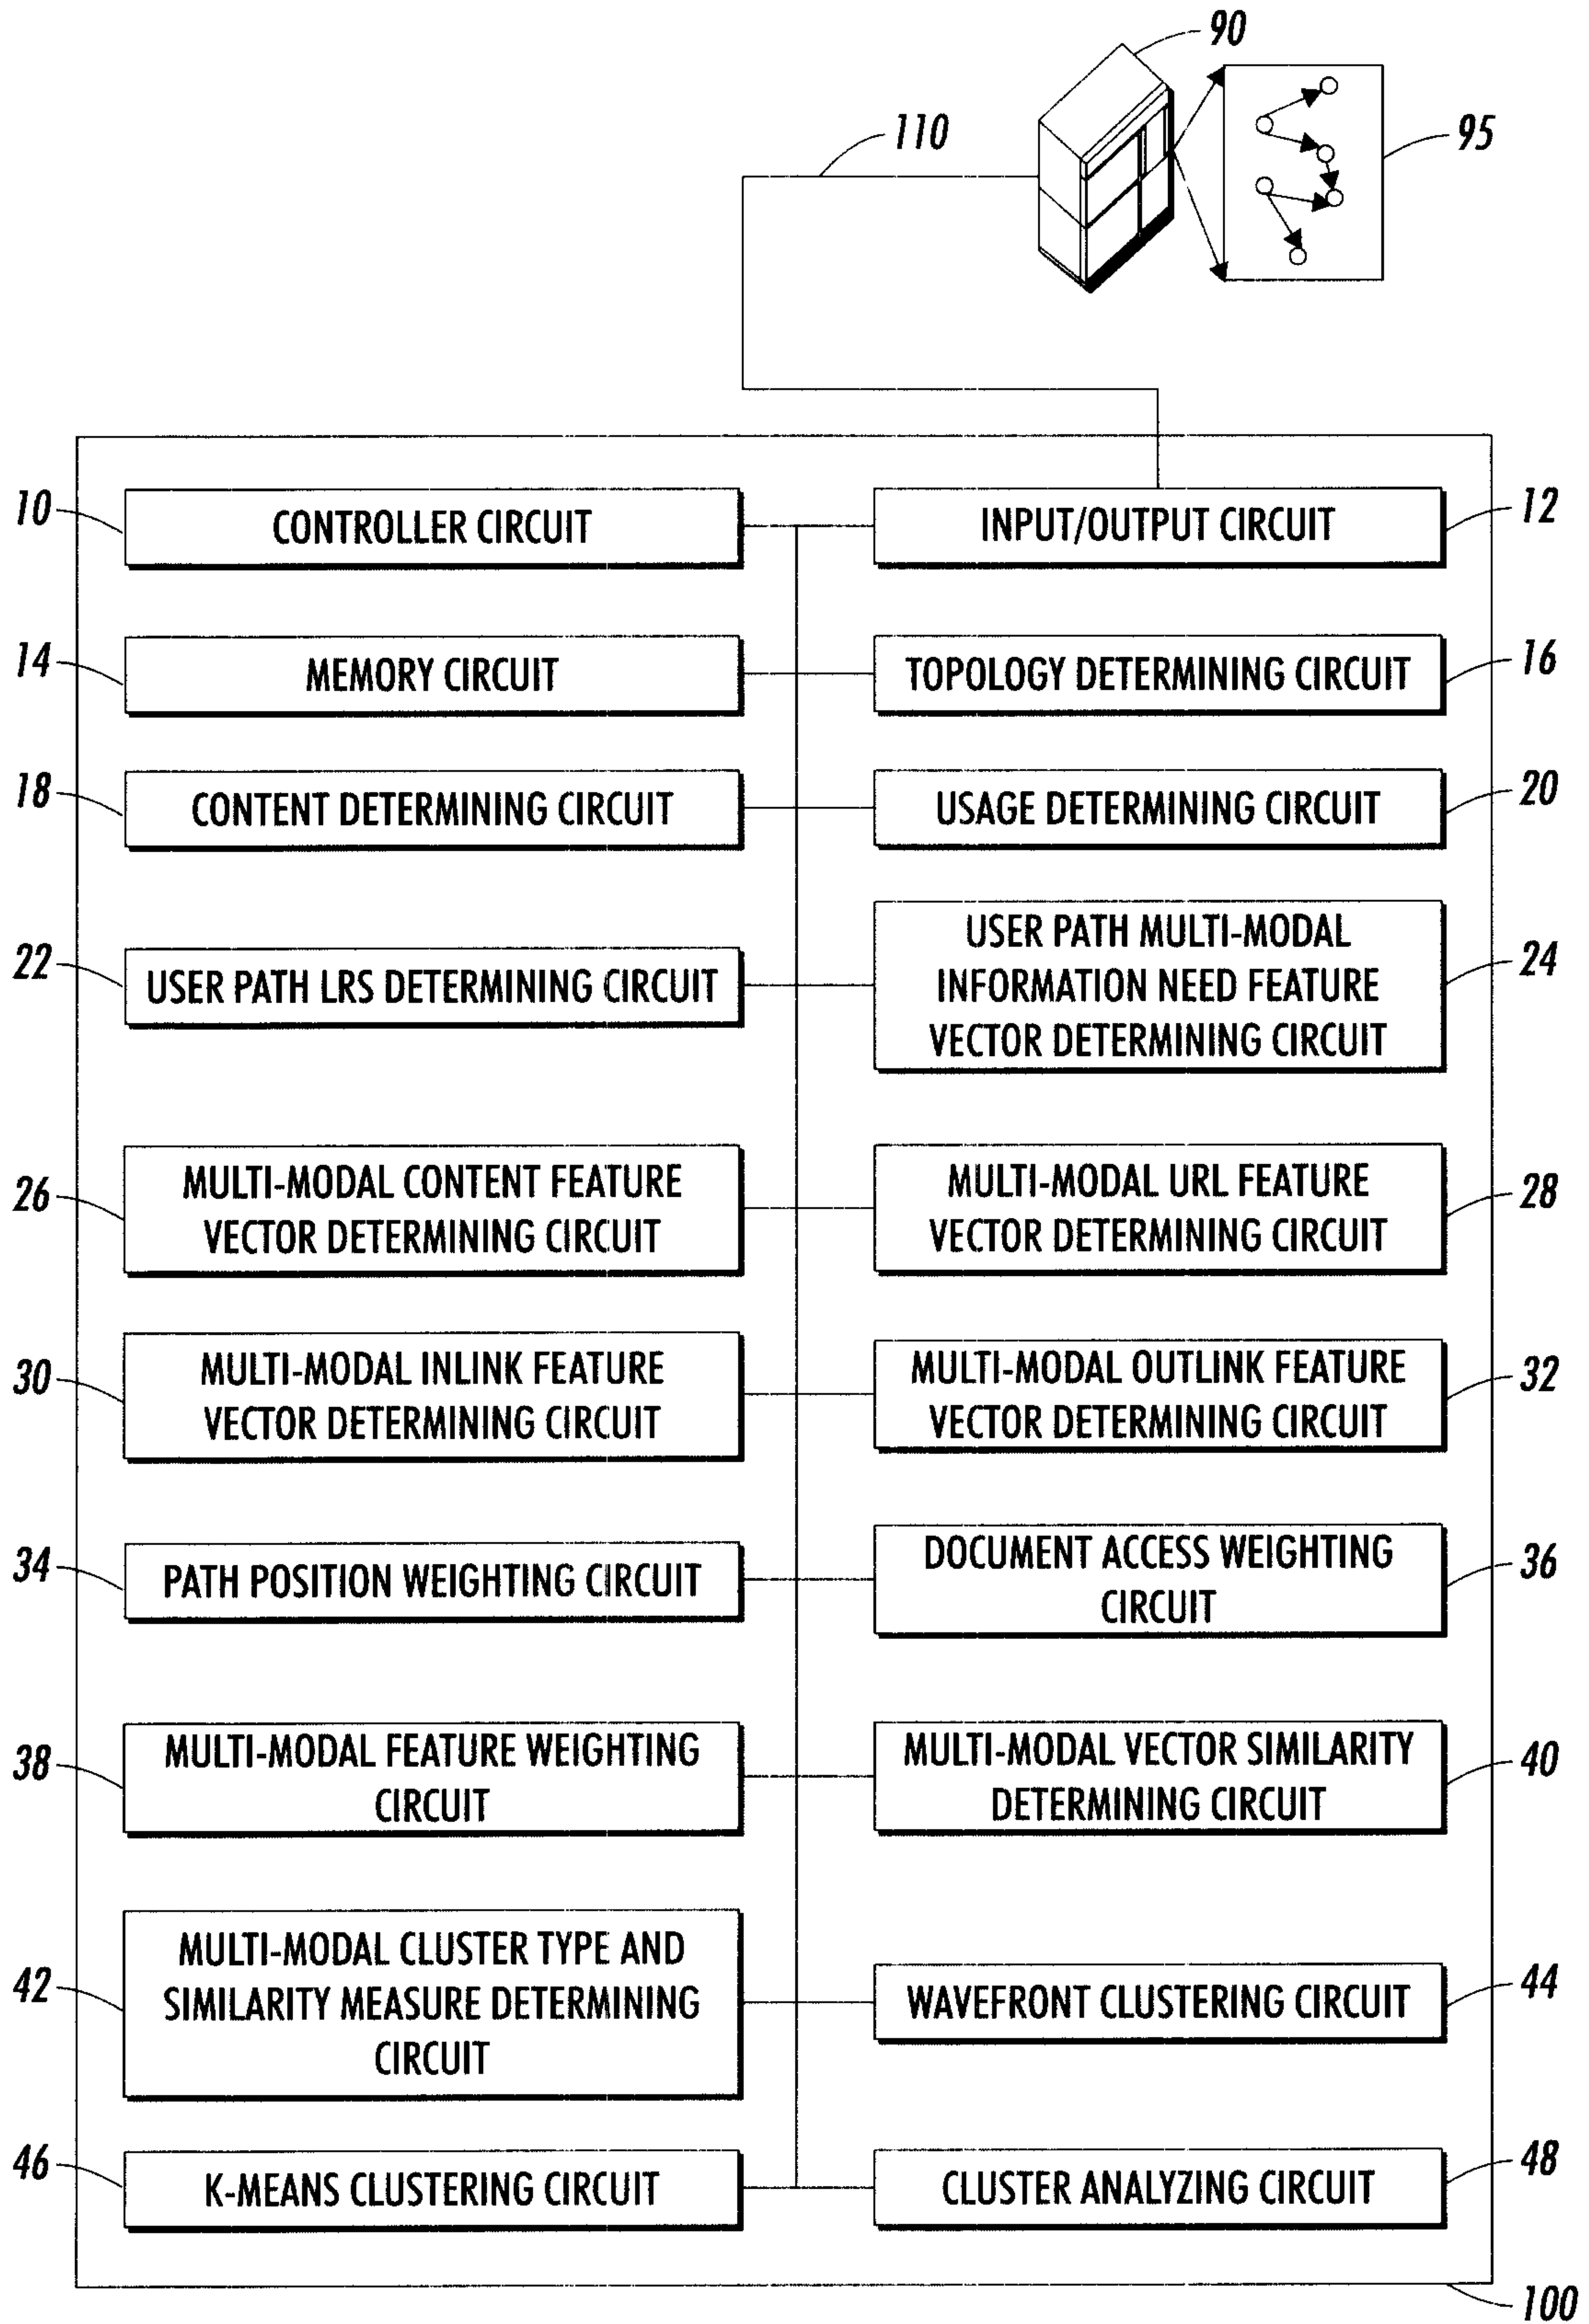 90
95
110
10
CONTROLLER CIRCUIT
INPUT/OUTPUT CIRCUIT
12
14
MEMORY CIRCUIT
TOPOLOGY DETERMINING CIRCUIT
16
18
CONTENT DETERMINING CIRCUIT
USAGE DETERMINING CIRCUIT
20
22
USER PATH LRS DETERMINING CIRCUIT
USER PATH MULTI-MODAL
INFORMATION NEED FEATURE
VECTOR DETERMINING CIRCUIT
24
26
MULTI-MODAL CONTENT FEATURE
VECTOR DETERMINING CIRCUIT
MULTI-MODAL URL FEATURE
VECTOR DETERMINING CIRCUIT
28
30
MULTI-MODAL INLINK FEATURE
VECTOR DETERMINING CIRCUIT
MULTI-MODAL OUTLINK FEATURE
VECTOR DETERMINING CIRCUIT
32
34
PATH POSITION WEIGHTING CIRCUIT
DOCUMENT ACCESS WEIGHTING
CIRCUIT
36
38
MULTI-MODAL FEATURE WEIGHTING
CIRCUIT
MULTI-MODAL VECTOR SIMILARITY
DETERMINING CIRCUIT
40
42
MULTI-MODAL CLUSTER TYPE AND
SIMILARITY MEASURE DETERMINING
CIRCUIT
WAVEFRONT CLUSTERING CIRCUIT
44
46
K-MEANS CLUSTERING CIRCUIT
CLUSTER ANALYZING CIRCUIT
48
100